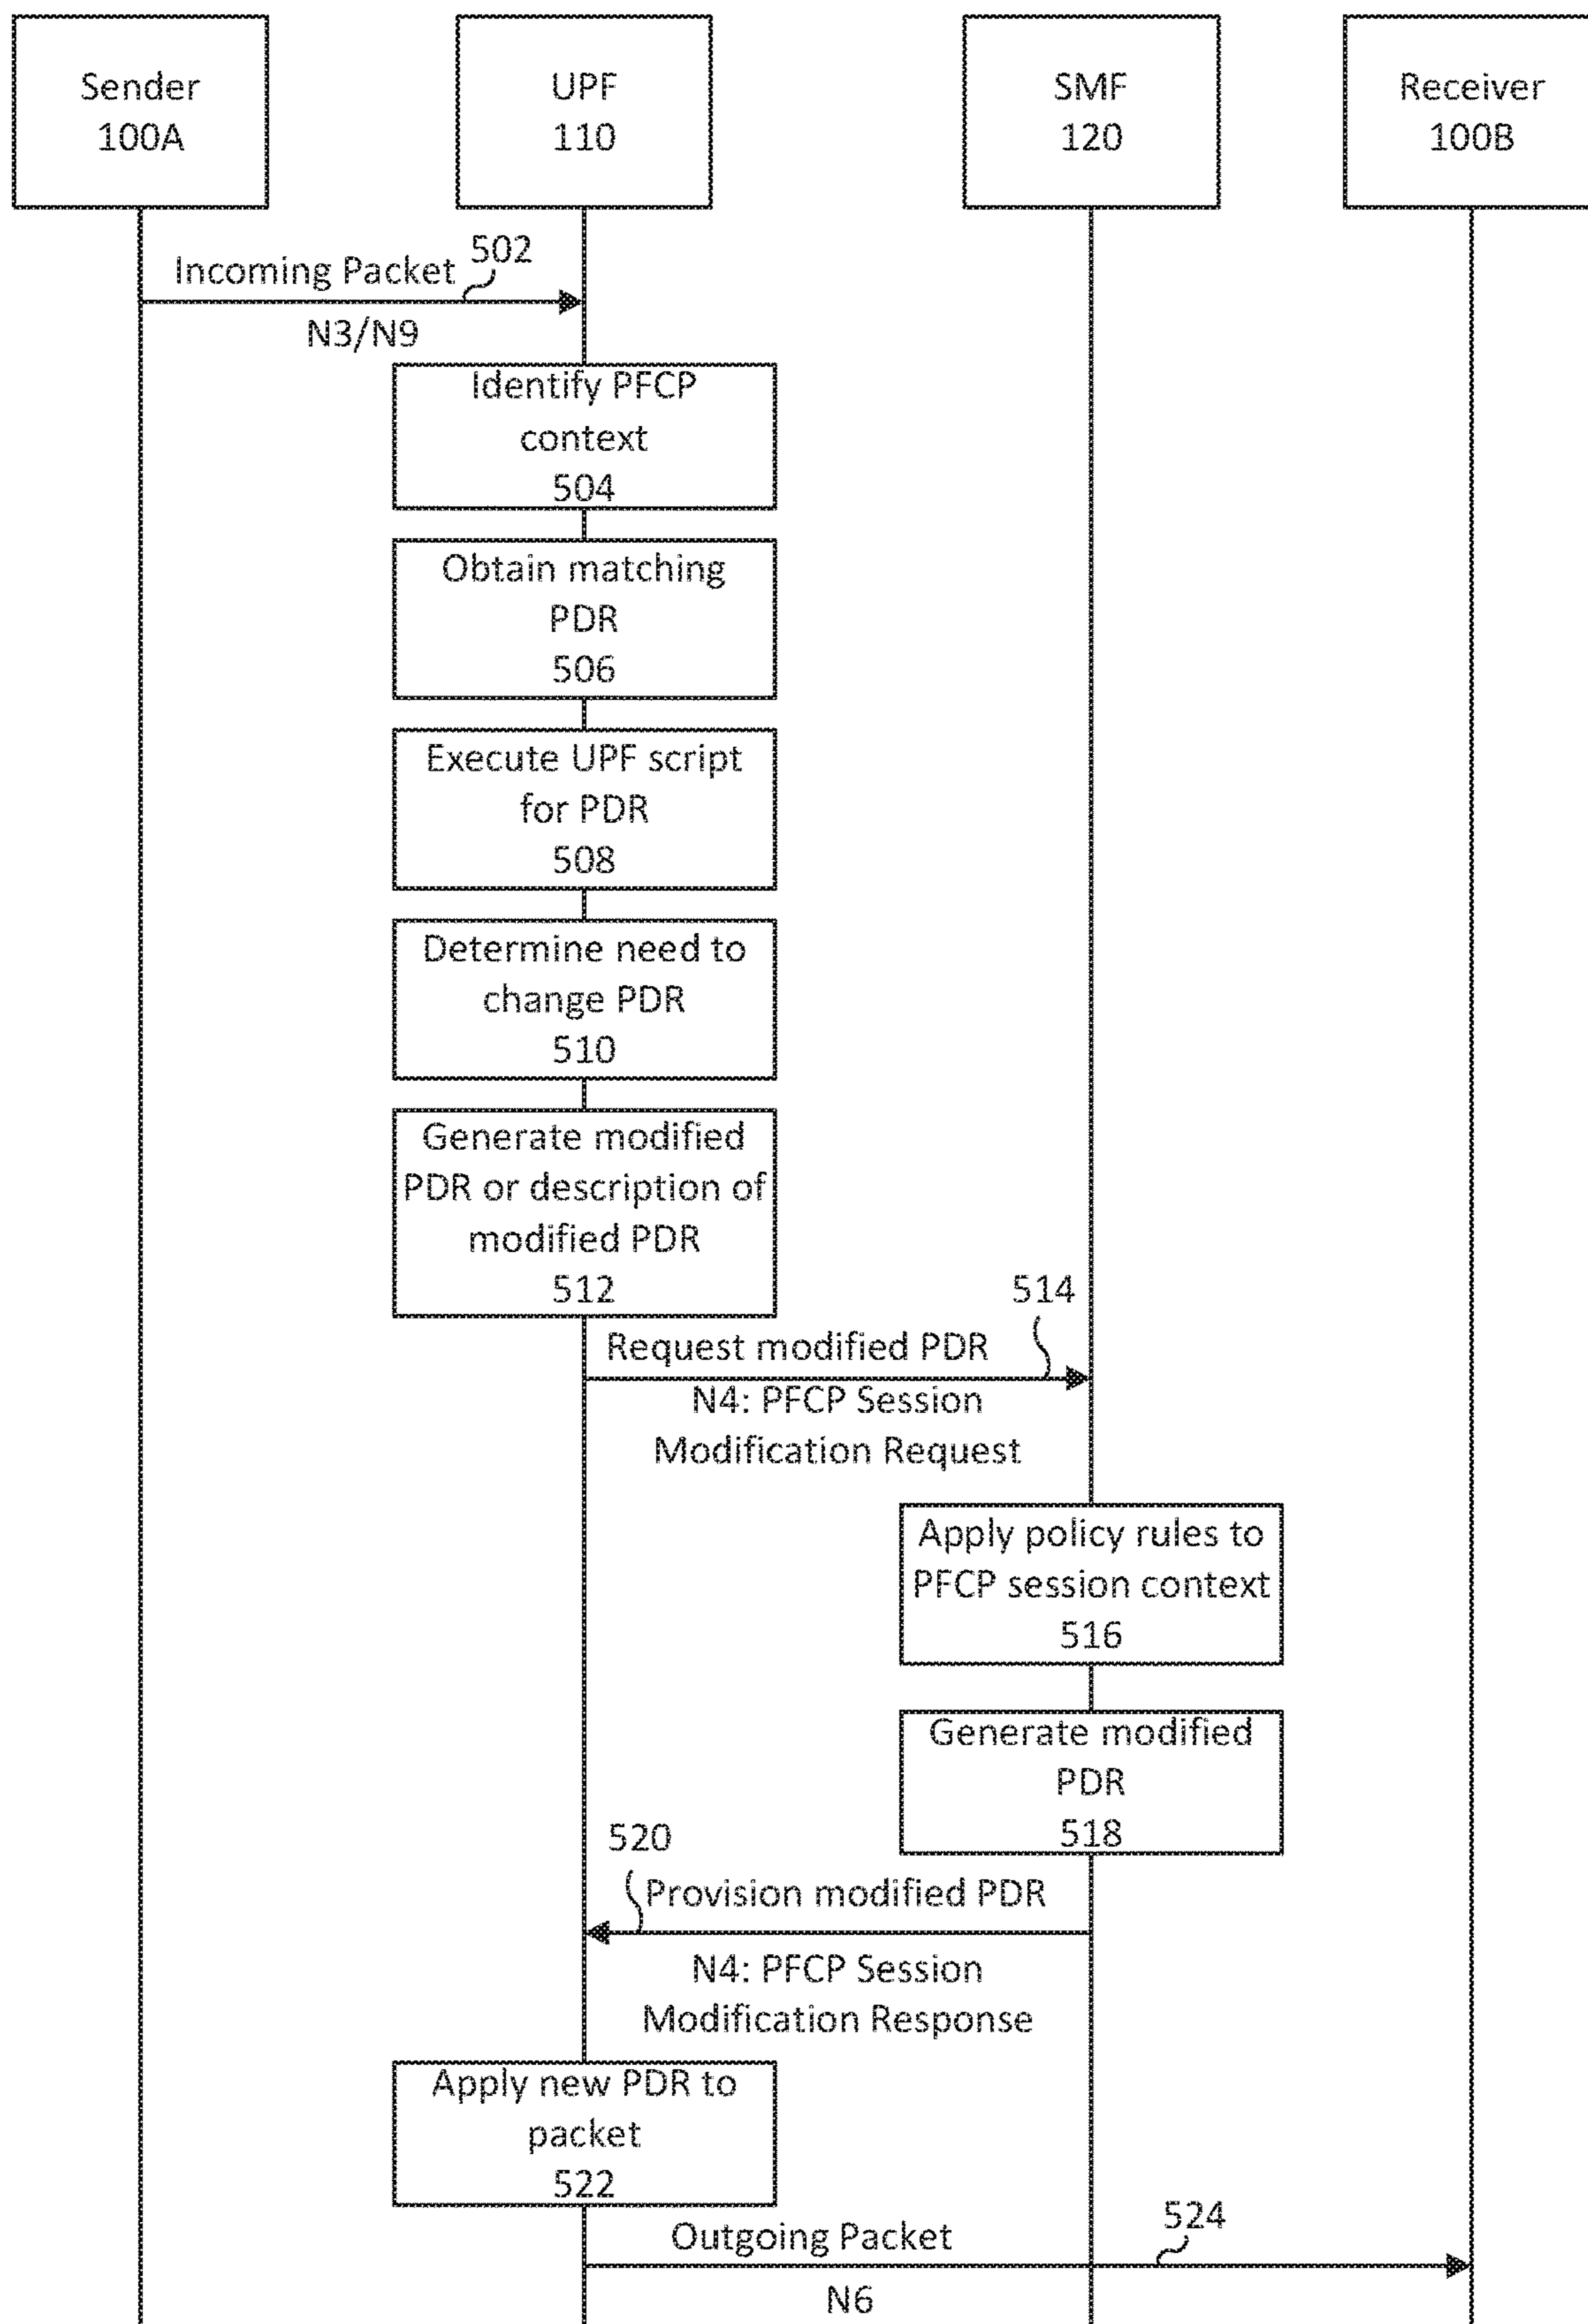 Sender
100A
UPF
110
SMF
120
Receiver
100B
502
Incoming Packet
N3/N9
Identify PFCP
context
504
Obtain matching
PDR
506
Execute UPF script
for PDR
508
Determine need to
change PDR
510
Generate modified
PDR or description of
modified PDR
512
514
Request modified PDR
N4: PFCP Session
Modification Request
Apply policy rules to
PFCP session context
516
Generate modified
PDR
518
520
Provision modified PDR
N4: PFCP Session
Modification Response
Apply new PDR to
packet
522
524
Outgoing Packet
N6